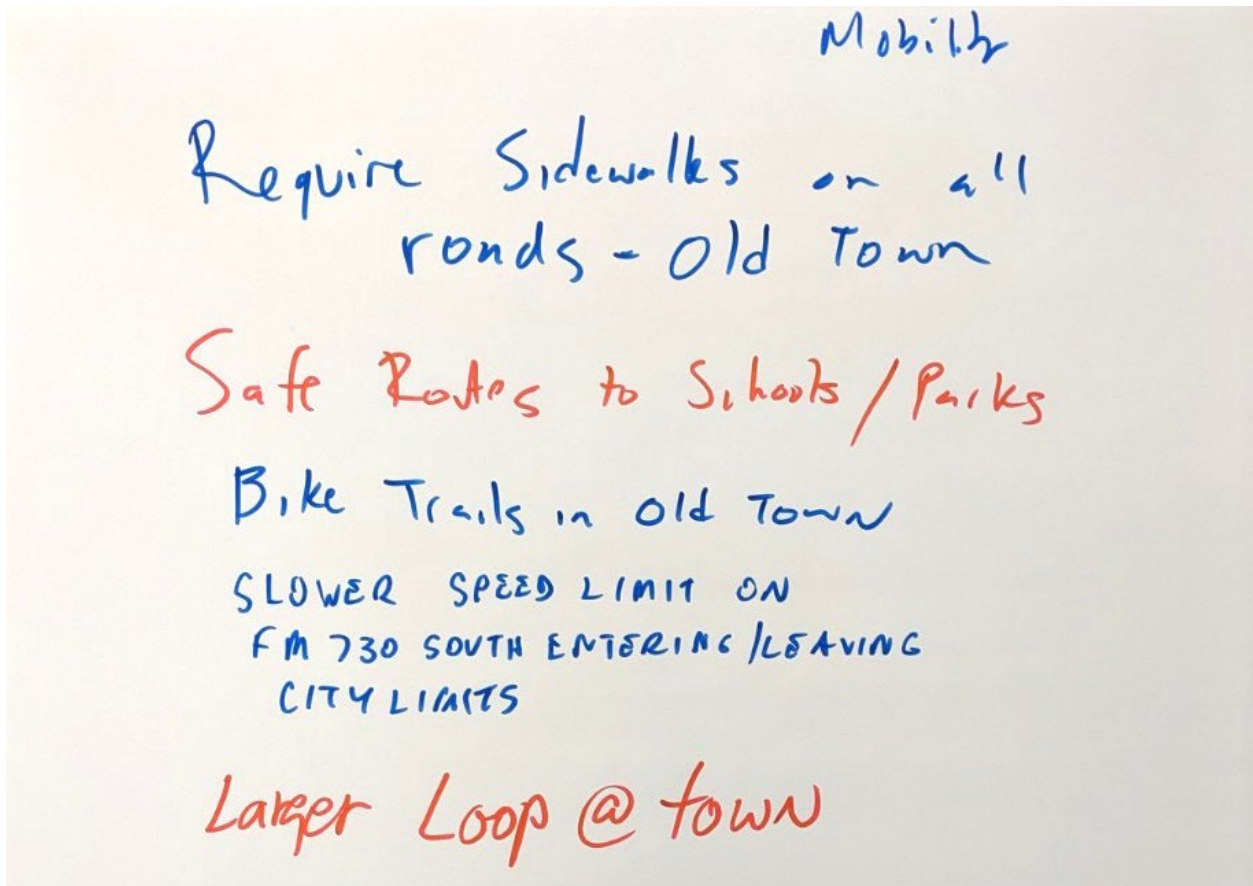 Mobility
Require Sidewalks on all
roads - Old Town
Safe Routes to Schools / Parks
Bike Trails in Old Town
SLOWER SPEED LIMIT ON
FM 730 SOUTH ENTERING / LEAVING
CITY LIMITS
Larger Loop @ town